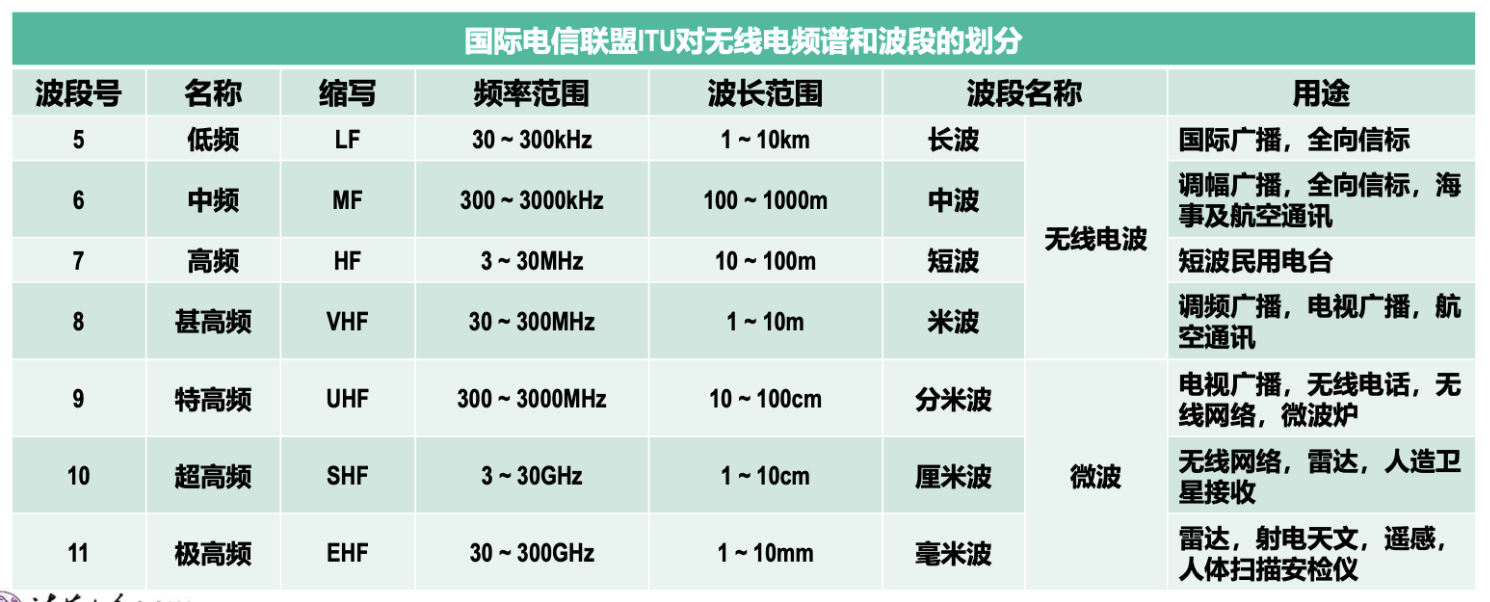 国际电信联盟ITU对无线电频谱和波段的划分
波段号 名称 缩写 频率范围 波长范围 波段名称 用途
5 低频 LF 30 ~ 300kHz 1 ~ 10km 长波 国际广播，全向信标
6 中频 MF 300 ~ 3000kHz 100 ~ 1000m 中波 调幅广播，全向信标，海
事及航空通讯
无线电波
7 高频 HF 3 ~ 30MHz 10 ~ 100m 短波 短波民用电台
8 甚高频 VHF 30 ~ 300MHz 1 ~ 10m 米波 调频广播，电视广播，航
空通讯
9 特高频 UHF 300 ~ 3000MHz 10 ~ 100cm 分米波 电视广播，无线电话，无
线网络，微波炉
10 超高频 SHF 3 ~ 30GHz 1 ~ 10cm 厘米波 微波 无线网络，雷达，人造卫
星接收
11 极高频 EHF 30 ~ 300GHz 1 ~ 10mm 毫米波 雷达，射电天文，遥感，
人体扫描安检仪